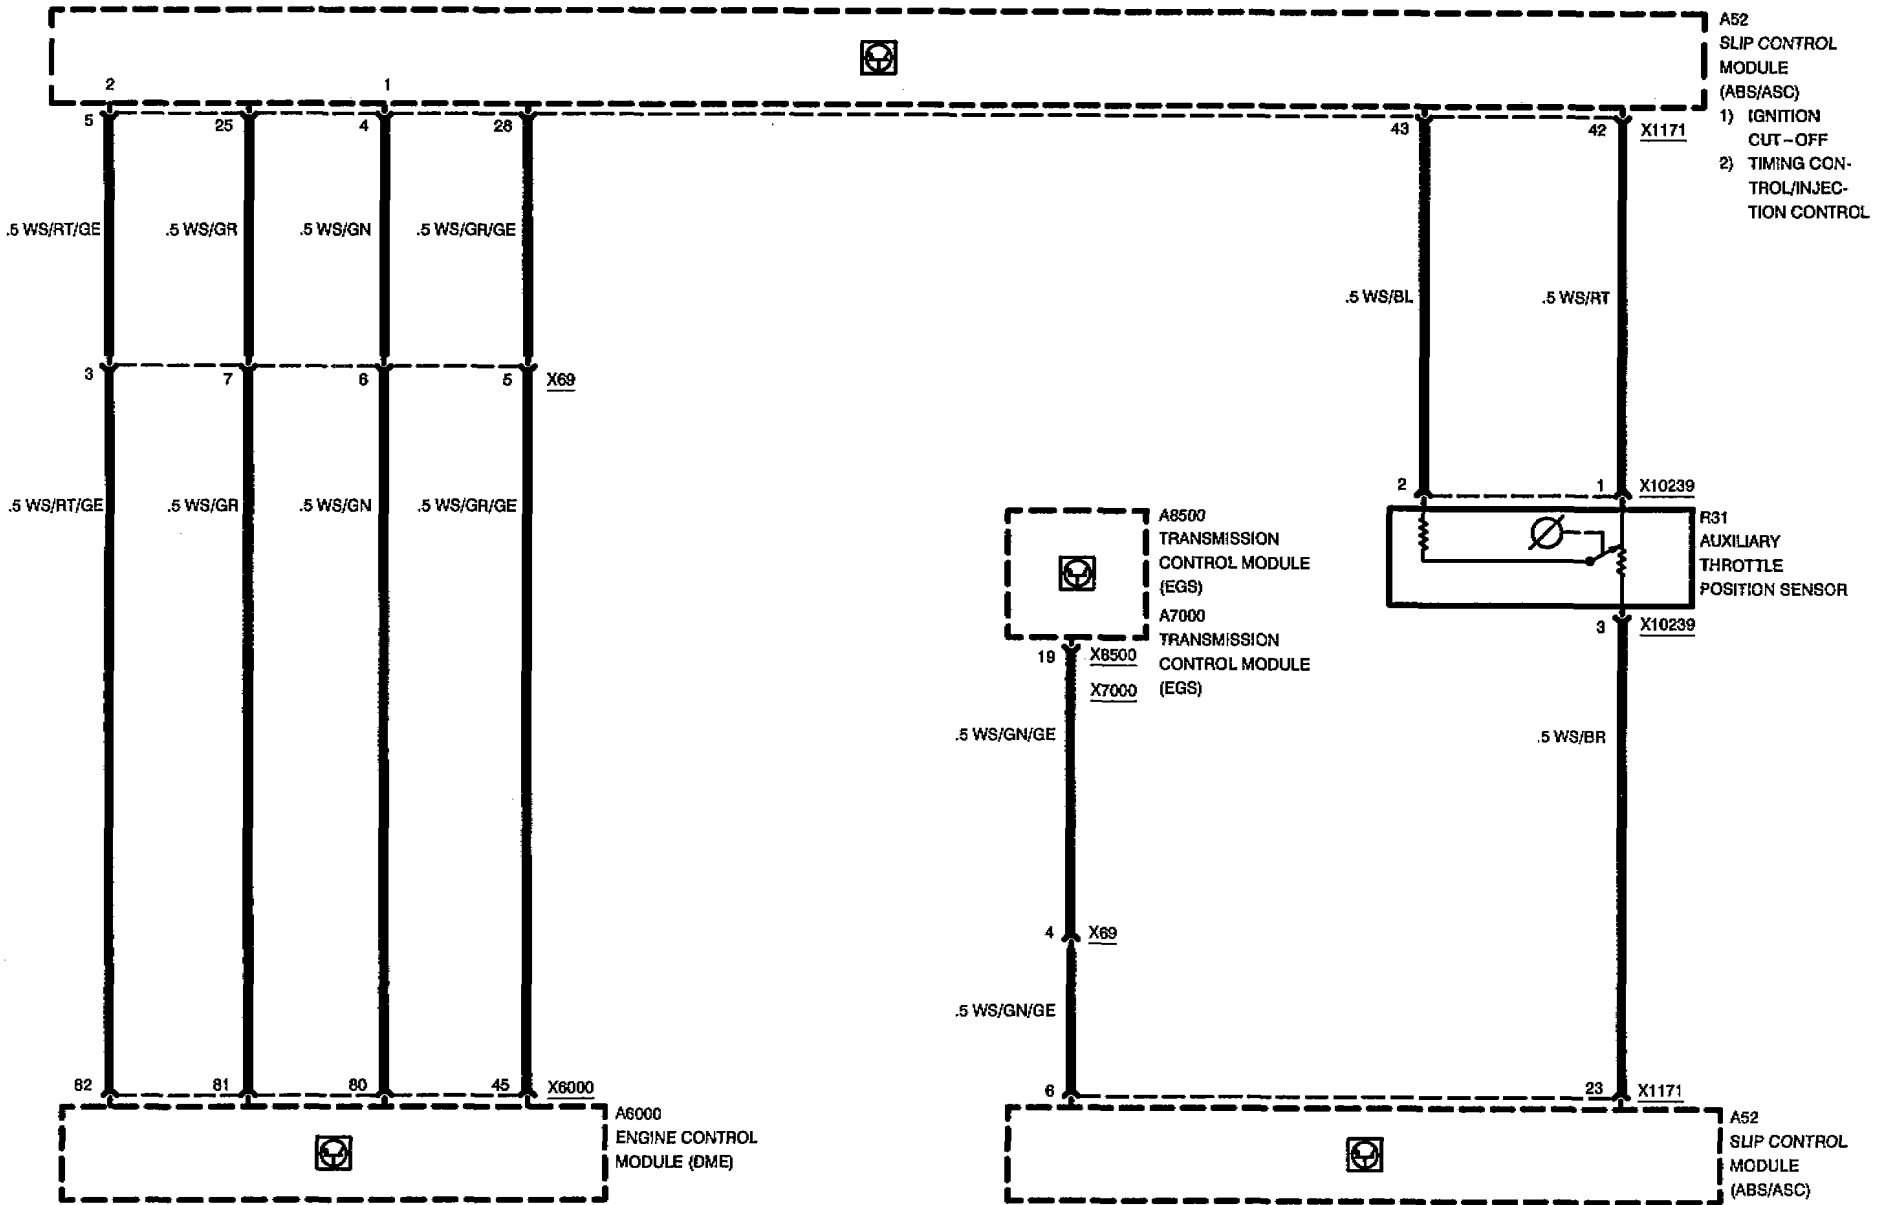 A52
SLIP CONTROL
MODULE
(ABS/ASC)
1) IGNITION
CUT-OFF
2) TIMING CON-
TROL/INJEC-
TION CONTROL
2 1
5 25 4 28 43 42 X1171
.5 WS/RT/GE .5 WS/GR .5 WS/GN .5 WS/GR/GE
.5 WS/BL .5 WS/RT
3 7 6 5 X69
.5 WS/RT/GE .5 WS/GR .5 WS/GN .5 WS/GR/GE
2 1 X10239
R31
AUXILIARY
THROTTLE
POSITION SENSOR
3 X10239
A8500
TRANSMISSION
CONTROL MODULE
(EGS)
A7000
TRANSMISSION
CONTROL MODULE
(EGS)
19 X8500
X7000
.5 WS/GN/GE .5 WS/BR
4 X69
.5 WS/GN/GE
82 81 80 45 X6000
6 23 X1171
A6000
ENGINE CONTROL
MODULE (DME)
A52
SLIP CONTROL
MODULE
(ABS/ASC)